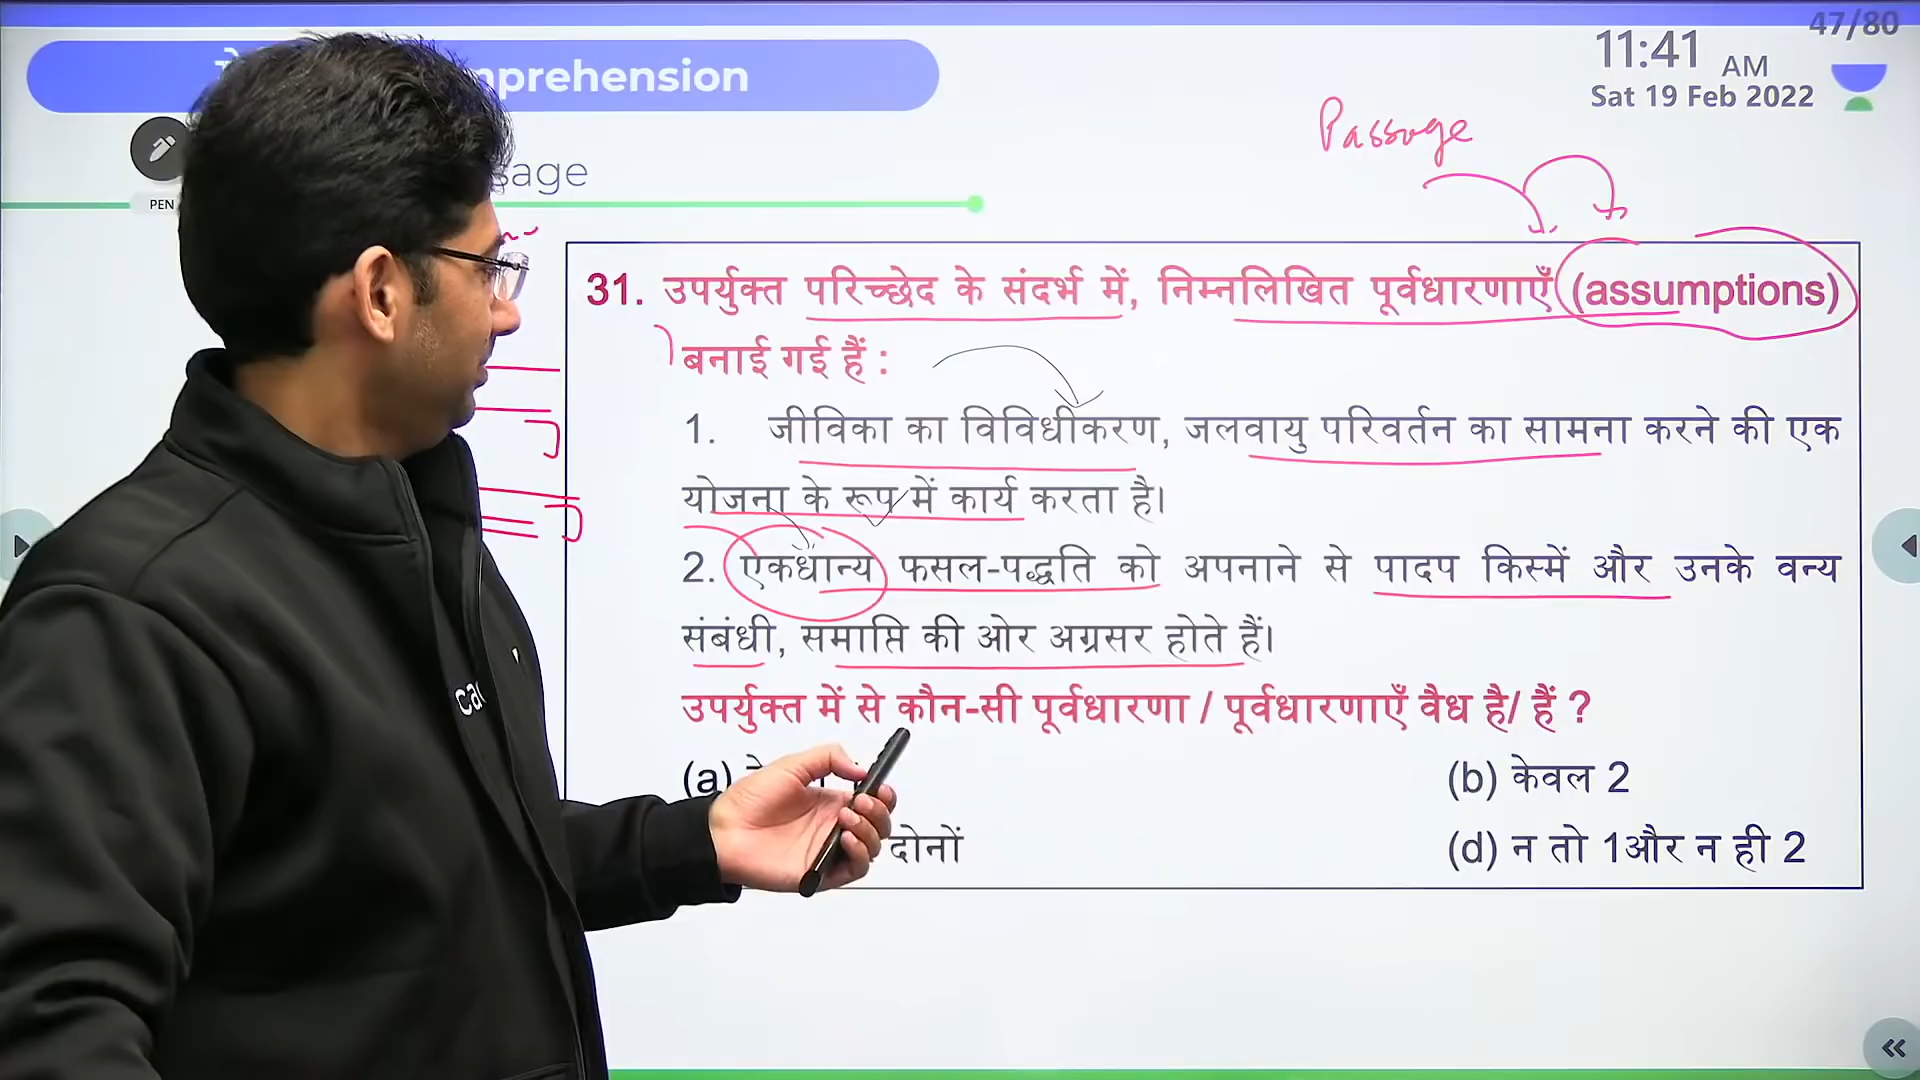 47/80
11:41 AM
Sat 19 Feb 2022
mprehension
Passage
sage
PEN
31. उपर्युक्त परिच्छेद के संदर्भ में, निम्नलिखित पूर्वधारणाएँ (assumptions)
बनाई गई हैं :
1. जीविका का विविधीकरण, जलवायु परिवर्तन का सामना करने की एक
योजना के रूप में कार्य करता है।
2. एकधान्य फसल-पद्धति को अपनाने से पादप किस्में और उनके वन्य
संबंधी, समाप्ति की ओर अग्रसर होते हैं।
उपर्युक्त में से कौन-सी पूर्वधारणा / पूर्वधारणाएँ वैध है/ हैं ?
(a)
(b) केवल 2
दोनों
(d) न तो 1और न ही 2